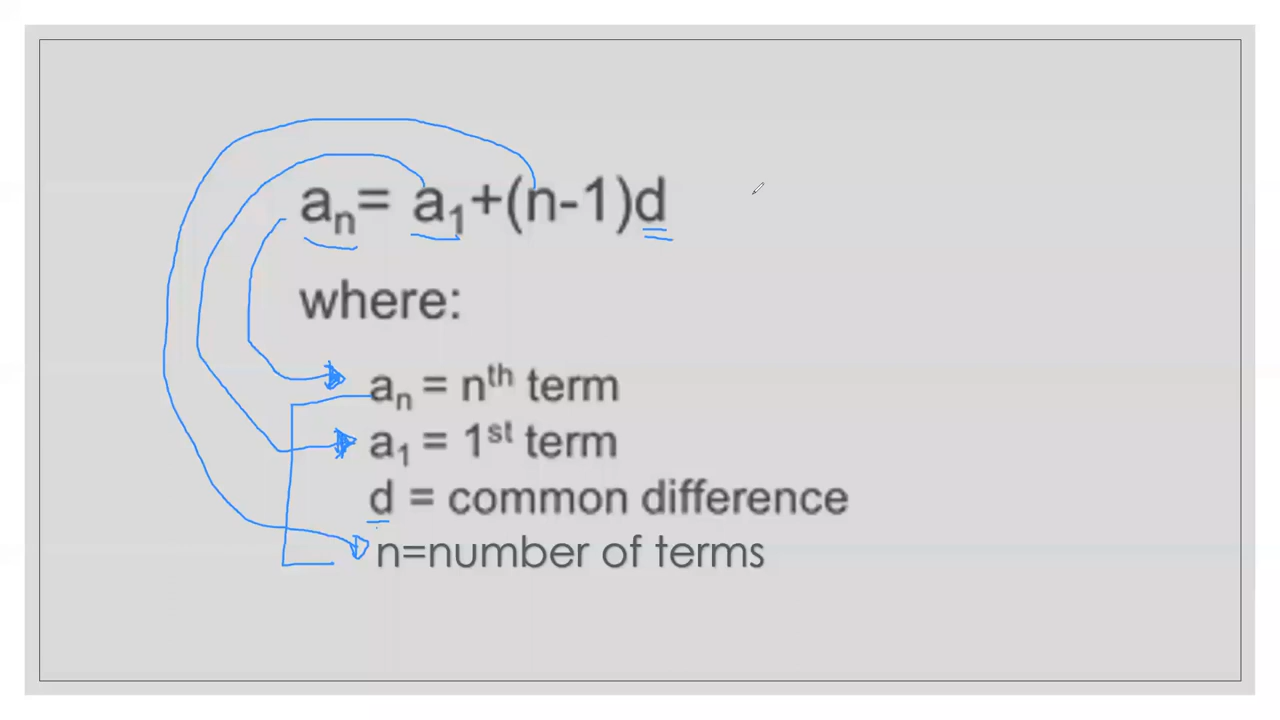 aₙ= a₁+(n-1)d
where:
aₙ = nᵗʰ term
a₁ = 1ˢᵗ term
d = common difference
n=number of terms